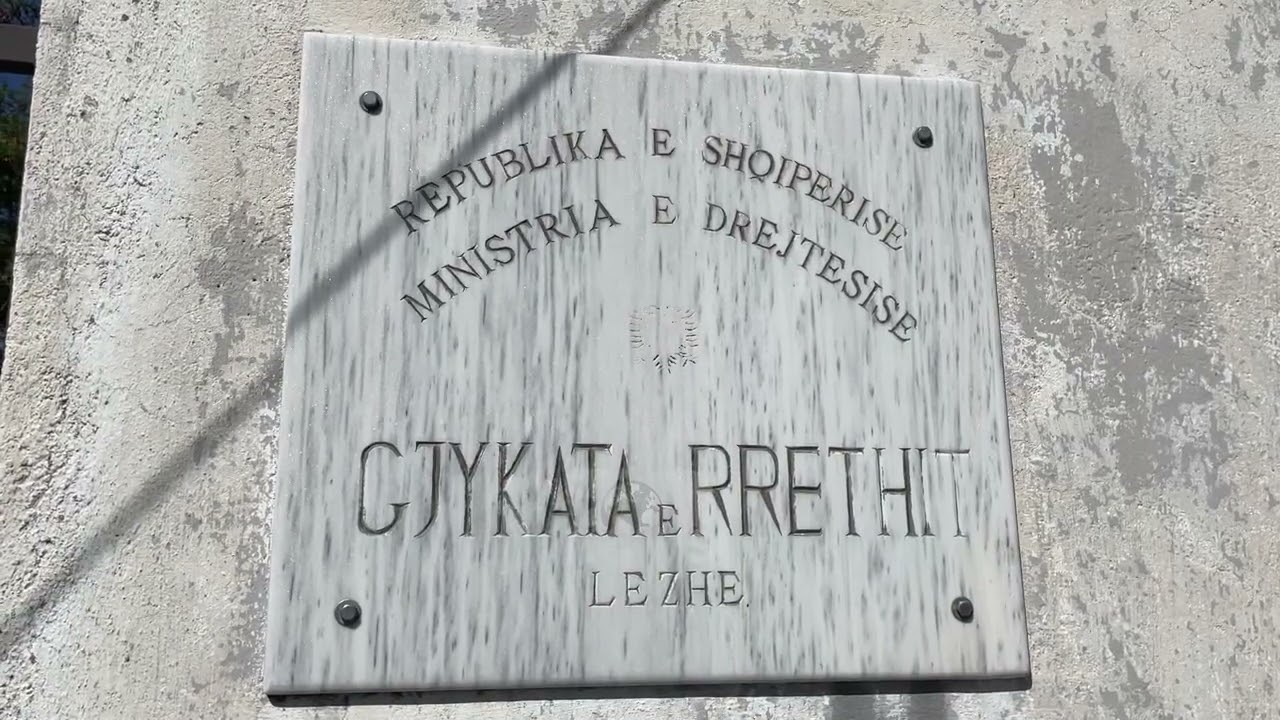 REPUBLIKA E SHQIPERISE
MINISTRIA E DREJTESISE
GJYKATA E RRETHIT
LEZHE.